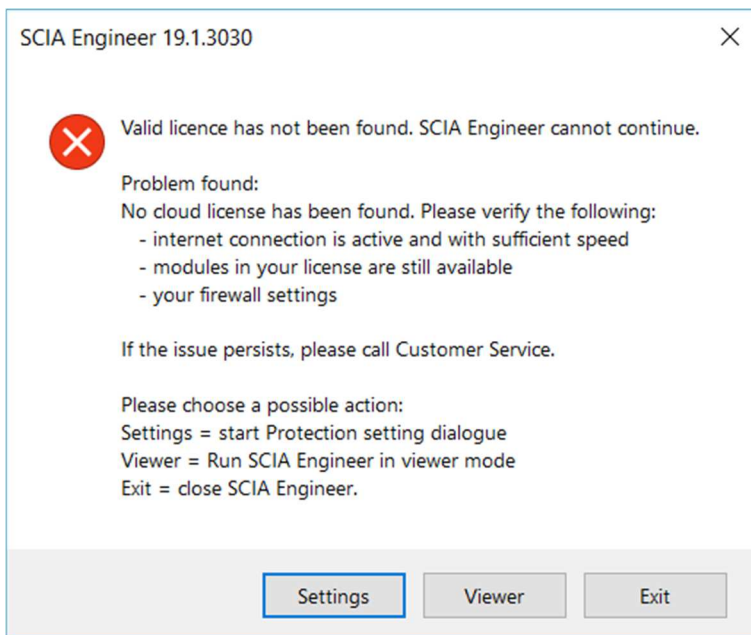 SCIA Engineer 19.1.3030
Valid licence has not been found. SCIA Engineer cannot continue.
Problem found:
No cloud license has been found. Please verify the following:
- internet connection is active and with sufficient speed
- modules in your license are still available
- your firewall settings
If the issue persists, please call Customer Service.
Please choose a possible action:
Settings = start Protection setting dialogue
Viewer = Run SCIA Engineer in viewer mode
Exit = close SCIA Engineer.
Settings Viewer Exit